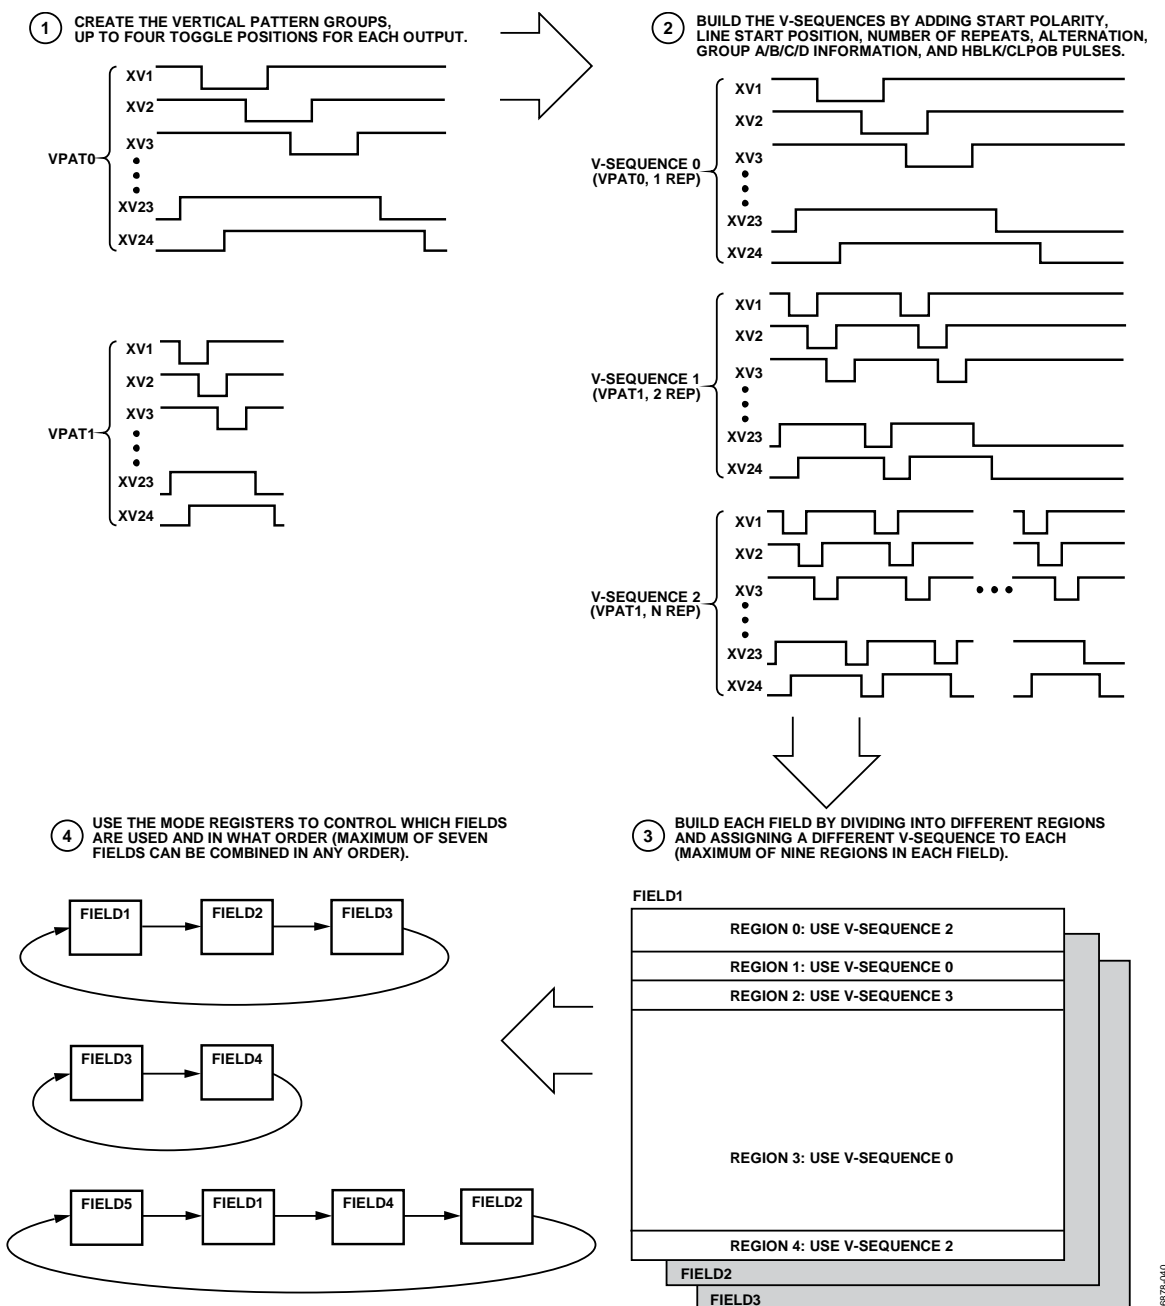 1 CREATE THE VERTICAL PATTERN GROUPS,
UP TO FOUR TOGGLE POSITIONS FOR EACH OUTPUT.
XV1
XV2
XV3
VPAT0
XV23
XV24
XV1
XV2
XV3
VPAT1
XV23
XV24
2 BUILD THE V-SEQUENCES BY ADDING START POLARITY,
LINE START POSITION, NUMBER OF REPEATS, ALTERNATION,
GROUP A/B/C/D INFORMATION, AND HBLK/CLPOB PULSES.
XV1
XV2
XV3
V-SEQUENCE 0
(VPAT0, 1 REP)
XV23
XV24
XV1
XV2
XV3
V-SEQUENCE 1
(VPAT1, 2 REP)
XV23
XV24
XV1
XV2
XV3
V-SEQUENCE 2
(VPAT1, N REP)
XV23
XV24
3 BUILD EACH FIELD BY DIVIDING INTO DIFFERENT REGIONS
AND ASSIGNING A DIFFERENT V-SEQUENCE TO EACH
(MAXIMUM OF NINE REGIONS IN EACH FIELD).
FIELD1
REGION 0: USE V-SEQUENCE 2
REGION 1: USE V-SEQUENCE 0
REGION 2: USE V-SEQUENCE 3
REGION 3: USE V-SEQUENCE 0
REGION 4: USE V-SEQUENCE 2
FIELD2
FIELD3
4 USE THE MODE REGISTERS TO CONTROL WHICH FIELDS
ARE USED AND IN WHAT ORDER (MAXIMUM OF SEVEN
FIELDS CAN BE COMBINED IN ANY ORDER).
FIELD1 FIELD2 FIELD3
FIELD3 FIELD4
FIELD5 FIELD1 FIELD4 FIELD2